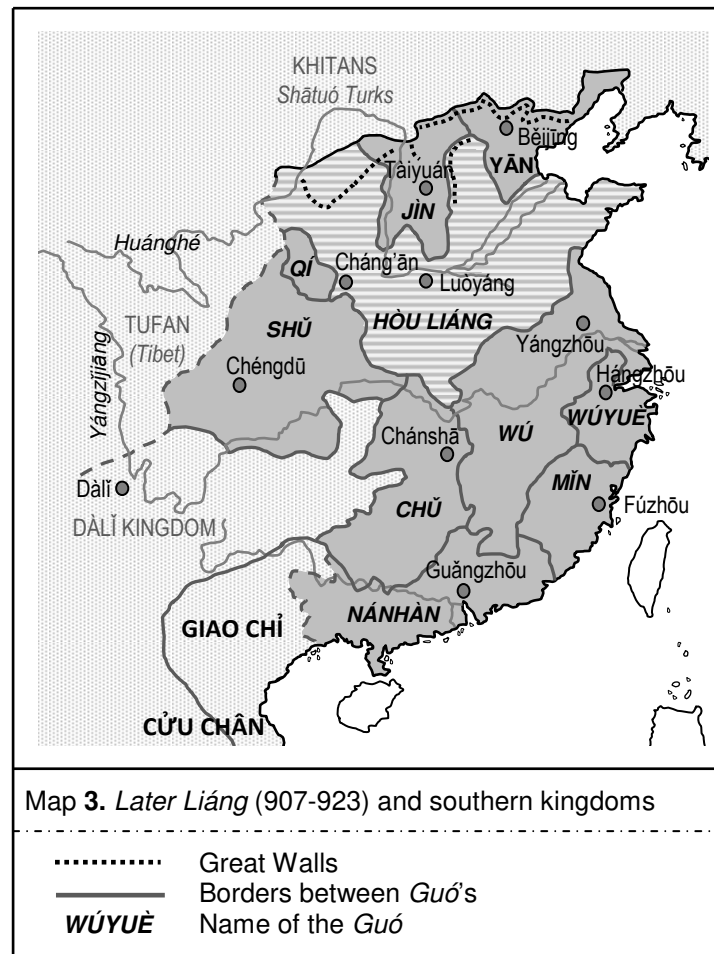 KHITANS
Shātuó Turks
Běijīng
Tàiyuán
YĀN
JÌN
Huánghé
QÍ
Cháng’ān
Luòyáng
TUFAN
(Tibet)
SHǓ
HÒU LIÁNG
Yángzhōu
Yángzǐjiāng
Chéngdū
Hángzhōu
WÚYUÈ
Chánshā
WÚ
Dàlǐ
MǏN
CHǓ
Fúzhōu
DÀLǏ KINGDOM
Guǎngzhōu
NÁNHÀN
GIAO CHỈ
CỬU CHÂN
Map 3. Later Liáng (907-923) and southern kingdoms
Great Walls
Borders between Guó’s
WÚYUÈ Name of the Guó